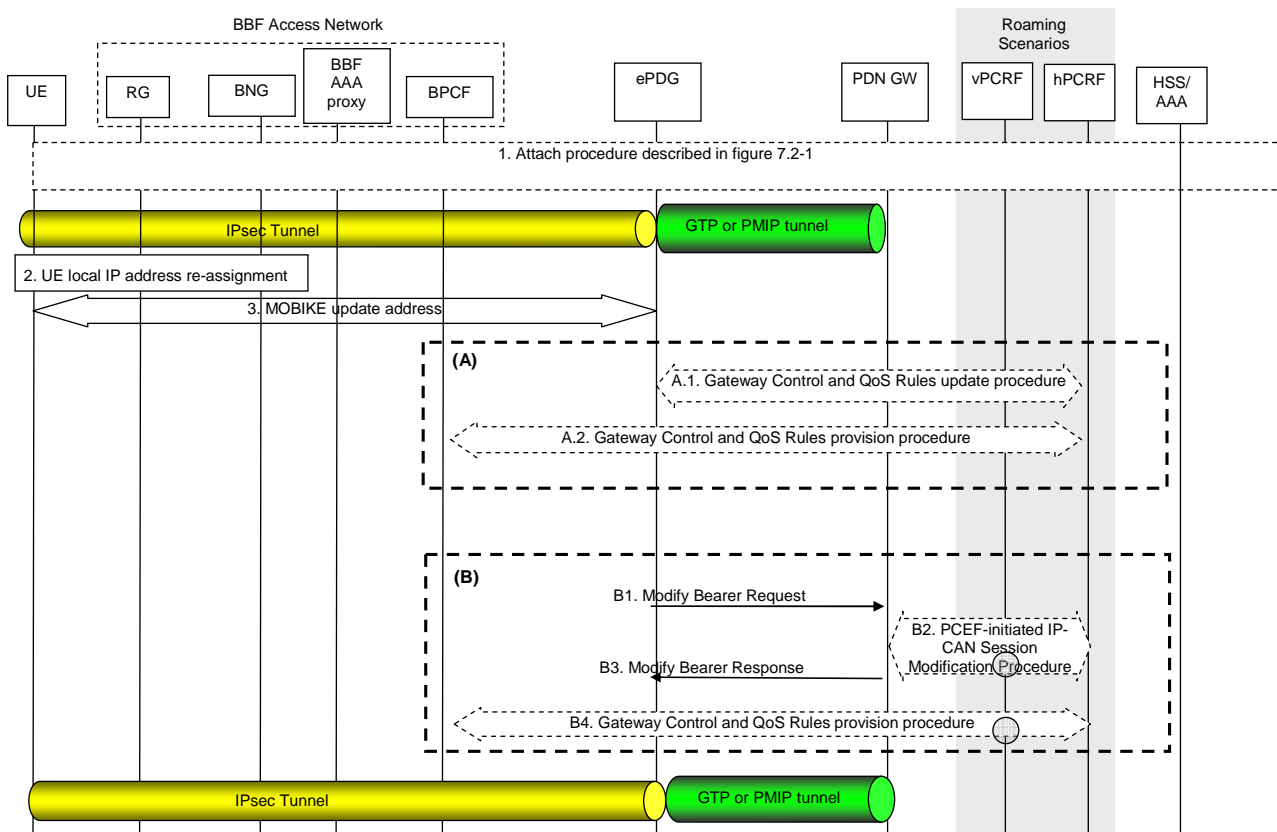 BBF Access Network
Roaming
Scenarios
UE
RG
BNG
BBF
AAA
proxy
BPCF
ePDG
PDN GW
vPCRF
hPCRF
HSS/
AAA
1. Attach procedure described in figure 7.2-1
IPsec Tunnel
GTP or PMIP tunnel
2. UE local IP address re-assignment
3. MOBIKE update address
(A)
A.1. Gateway Control and QoS Rules update procedure
A.2. Gateway Control and QoS Rules provision procedure
(B)
B1. Modify Bearer Request
B2. PCEF-initiated IP-
CAN Session
Modification Procedure
B3. Modify Bearer Response
B4. Gateway Control and QoS Rules provision procedure
IPsec Tunnel
GTP or PMIP tunnel